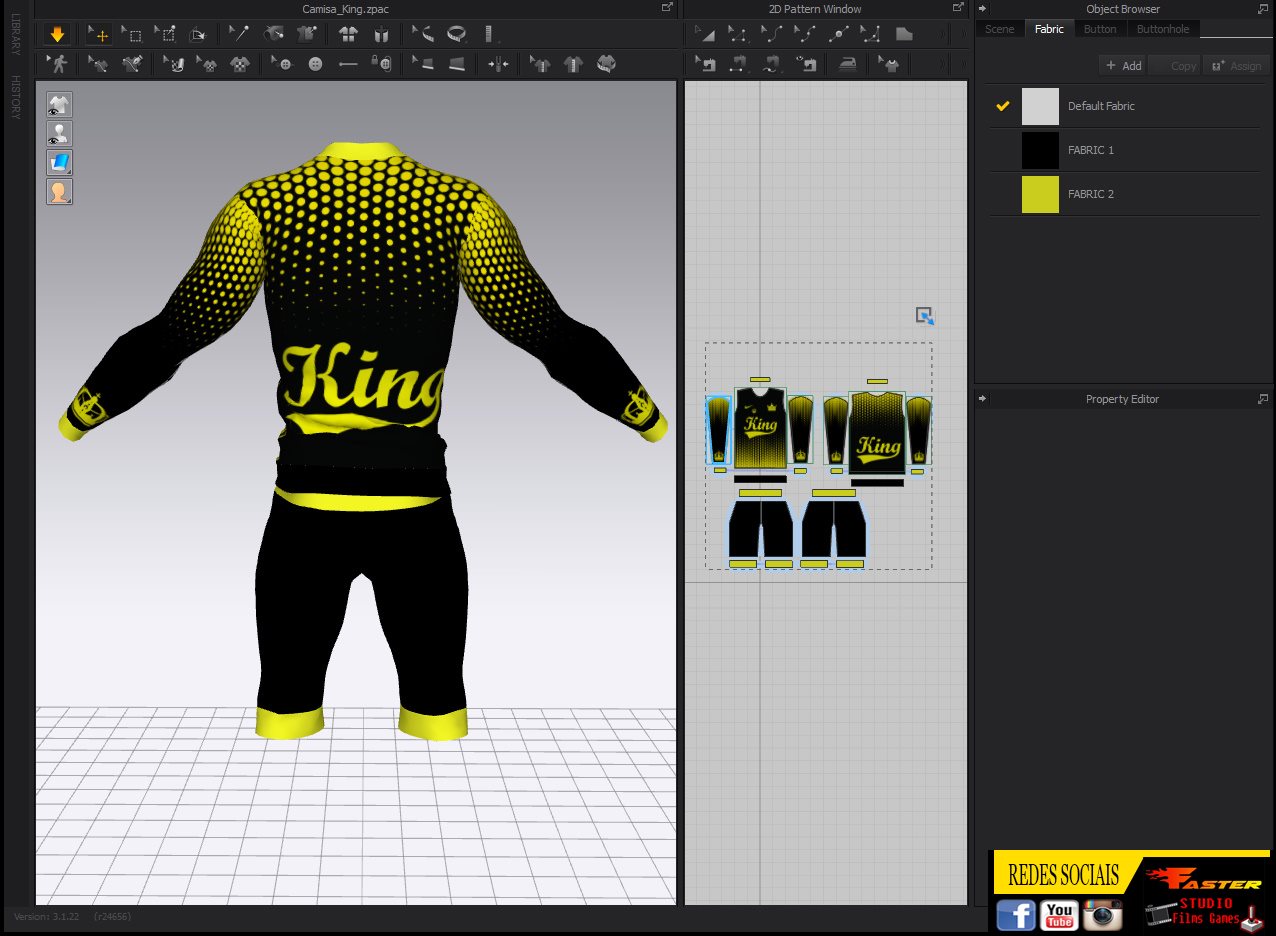 Camisa_King.zpac
2D Pattern Window
Object Browser
LIBRARY
HISTORY
Scene
Fabric
Button
Buttonhole
+ Add
Copy
Assign
Default Fabric
FABRIC 1
FABRIC 2
Property Editor
King
King
King
REDES SOCIAIS
FASTER
STUDIO
Films Games
You
Tube
Version: 3.1.22 (r24656)